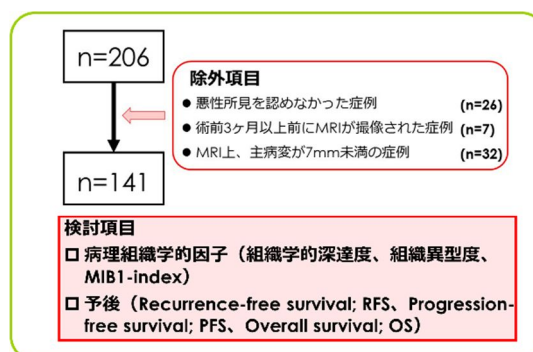 n=206
除外項目
● 悪性所見を認めなかった症例 (n=26)
● 術前3ヶ月以上前にMRIが撮像された症例 (n=7)
● MRI上、主病変が7mm未満の症例 (n=32)
n=141
検討項目
□ 病理組織学的因子（組織学的深達度、組織異型度、
MIB1-index）
□ 予後（Recurrence-free survival; RFS、Progression-
free survival; PFS、Overall survival; OS）